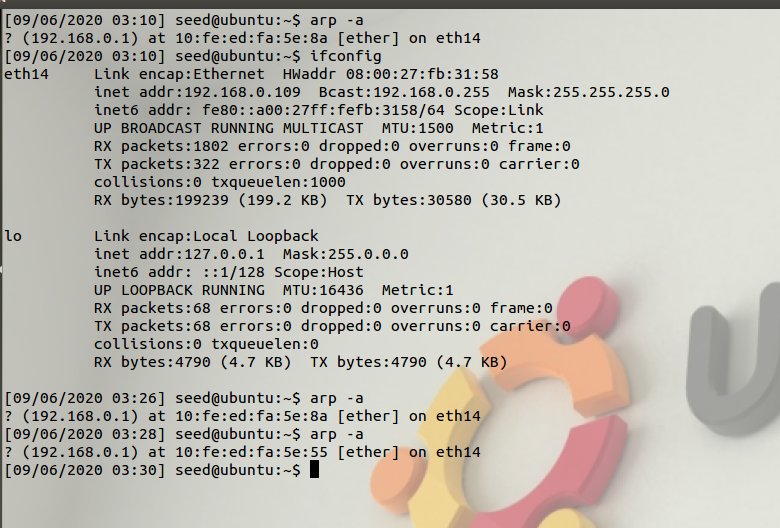 [09/06/2020 03:10] seed@ubuntu:~$ arp -a
? (192.168.0.1) at 10:fe:ed:fa:5e:8a [ether] on eth14
[09/06/2020 03:10] seed@ubuntu:~$ ifconfig
eth14     Link encap:Ethernet  HWaddr 08:00:27:fb:31:58
          inet addr:192.168.0.109  Bcast:192.168.0.255  Mask:255.255.255.0
          inet6 addr: fe80::a00:27ff:fefb:3158/64 Scope:Link
          UP BROADCAST RUNNING MULTICAST  MTU:1500  Metric:1
          RX packets:1802 errors:0 dropped:0 overruns:0 frame:0
          TX packets:322 errors:0 dropped:0 overruns:0 carrier:0
          collisions:0 txqueuelen:1000
          RX bytes:199239 (199.2 KB)  TX bytes:30580 (30.5 KB)
lo        Link encap:Local Loopback
          inet addr:127.0.0.1  Mask:255.0.0.0
          inet6 addr: ::1/128 Scope:Host
          UP LOOPBACK RUNNING  MTU:16436  Metric:1
          RX packets:68 errors:0 dropped:0 overruns:0 frame:0
          TX packets:68 errors:0 dropped:0 overruns:0 carrier:0
          collisions:0 txqueuelen:0
          RX bytes:4790 (4.7 KB)  TX bytes:4790 (4.7 KB)
[09/06/2020 03:26] seed@ubuntu:~$ arp -a
? (192.168.0.1) at 10:fe:ed:fa:5e:8a [ether] on eth14
[09/06/2020 03:28] seed@ubuntu:~$ arp -a
? (192.168.0.1) at 10:fe:ed:fa:5e:55 [ether] on eth14
[09/06/2020 03:30] seed@ubuntu:~$